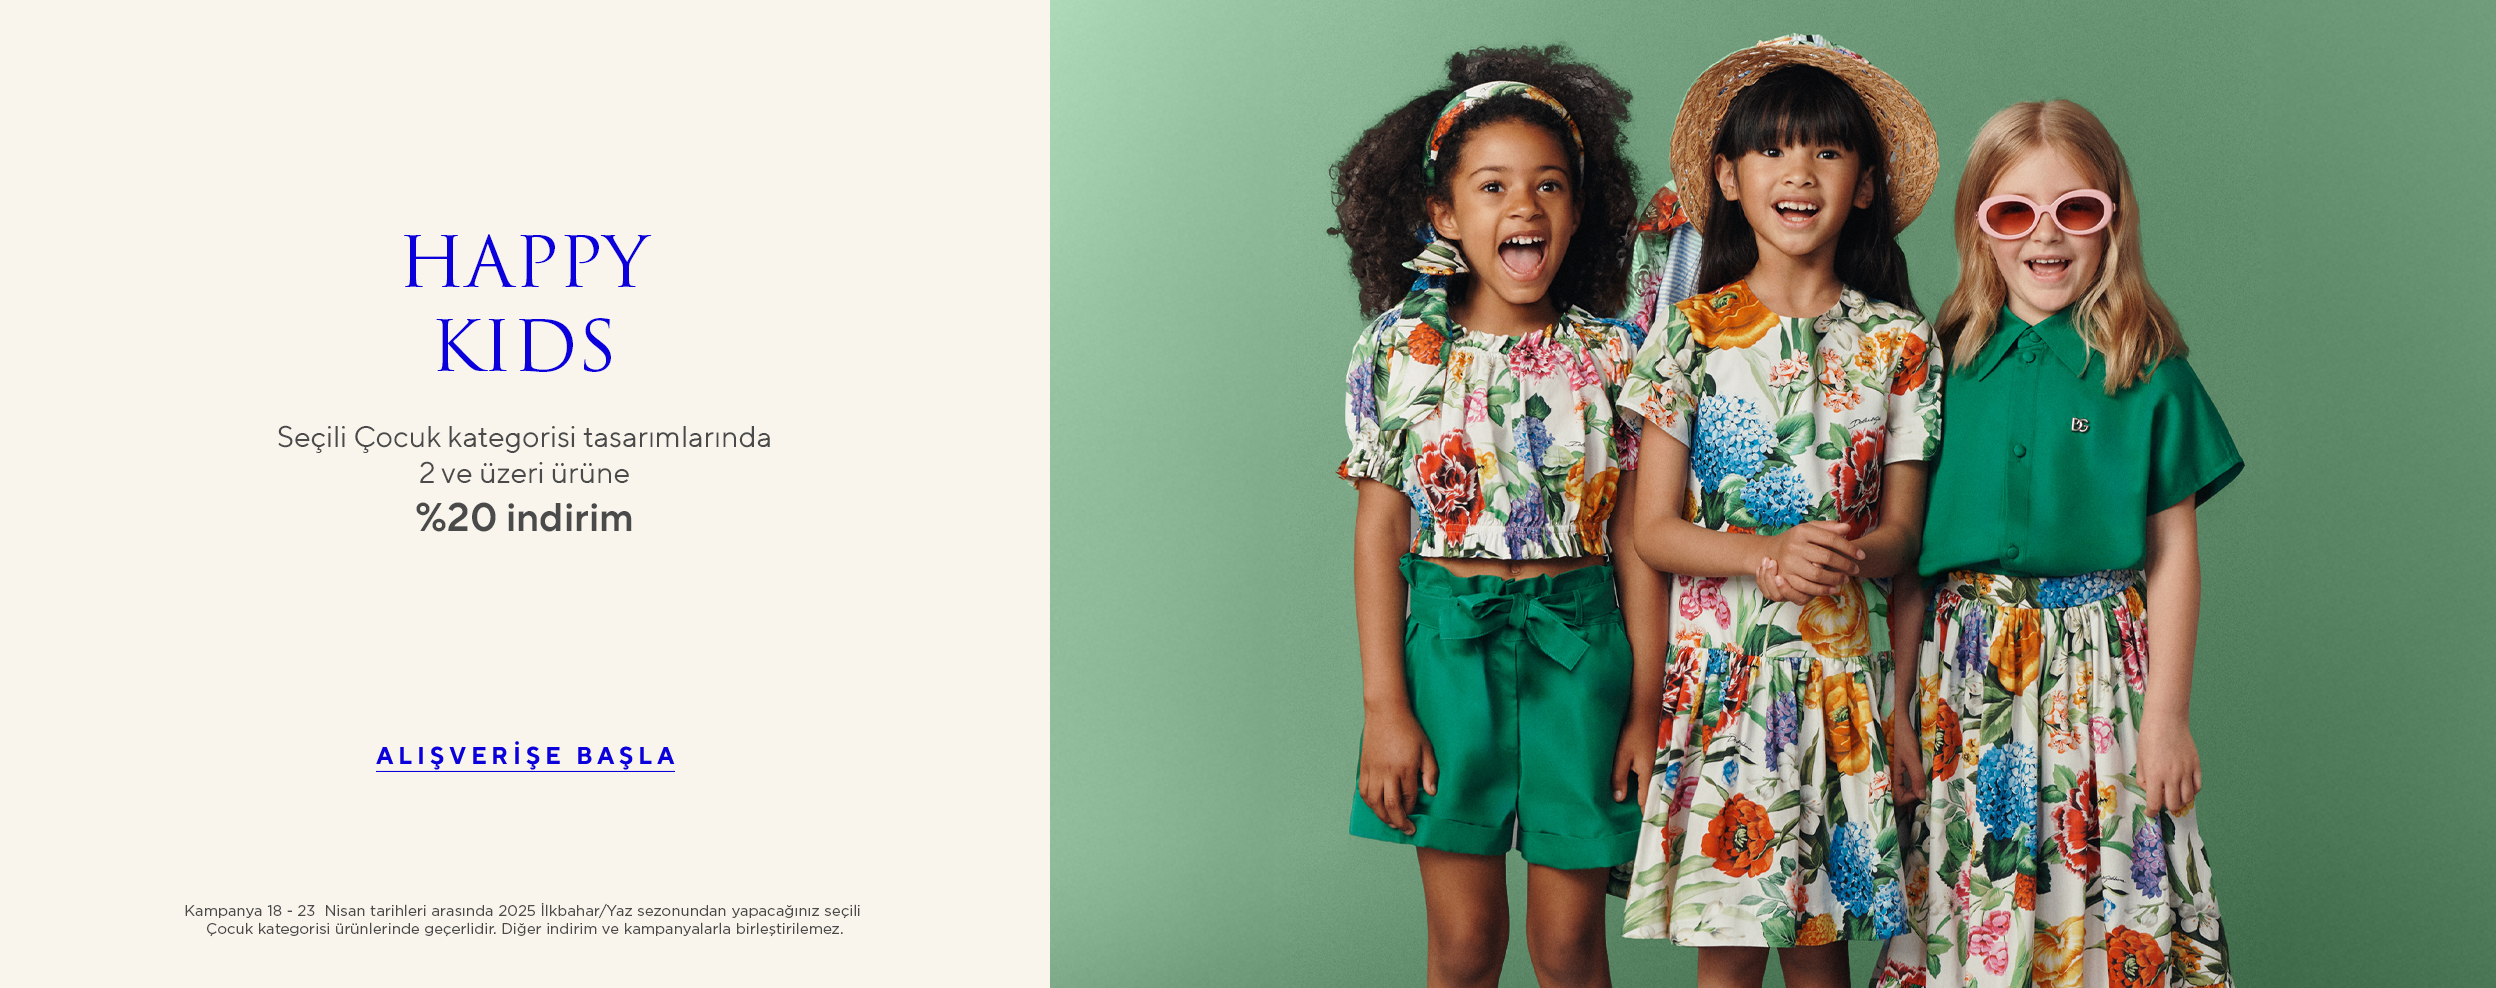 HAPPY
KIDS
Seçili Çocuk kategorisi tasarımlarında
2 ve üzeri ürüne
%20 indirim
ALIŞVERİŞE BAŞLA
Kampanya 18 - 23 Nisan tarihleri arasında 2025 İlkbahar/Yaz sezonundan yapacağınız seçili
Çocuk kategorisi ürünlerinde geçerlidir. Diğer indirim ve kampanyalarla birleştirilemez.
DG